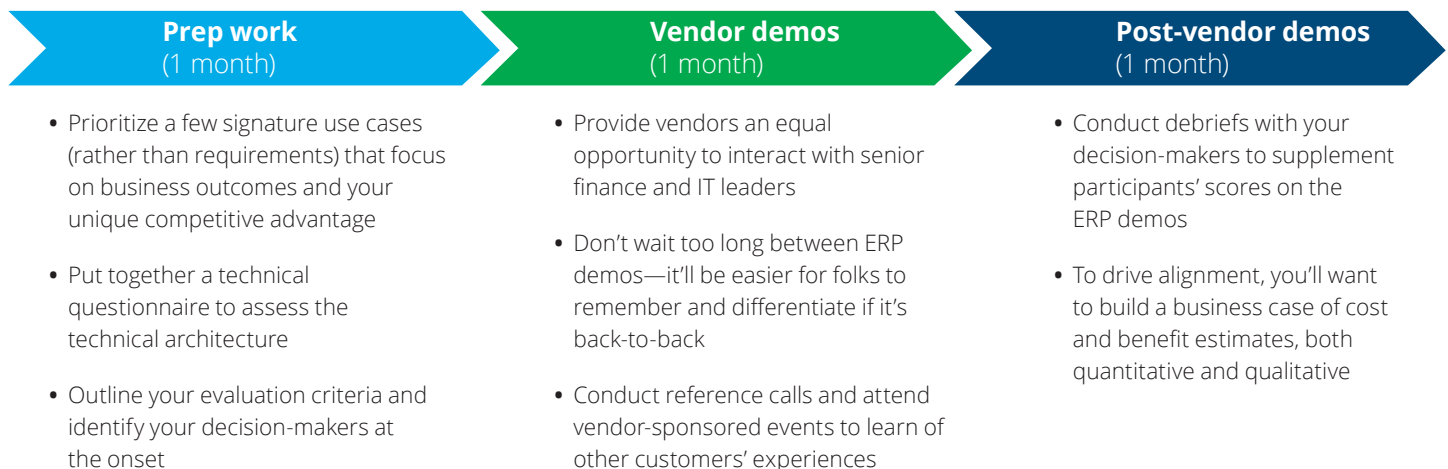 Prep work
(1 month)
• Prioritize a few signature use cases
(rather than requirements) that focus
on business outcomes and your
unique competitive advantage
• Put together a technical
questionnaire to assess the
technical architecture
• Outline your evaluation criteria and
identify your decision-makers at
the onset
Vendor demos
(1 month)
• Provide vendors an equal
opportunity to interact with senior
finance and IT leaders
• Don’t wait too long between ERP
demos—it’ll be easier for folks to
remember and differentiate if it’s
back-to-back
• Conduct reference calls and attend
vendor-sponsored events to learn of
other customers’ experiences
Post-vendor demos
(1 month)
• Conduct debriefs with your
decision-makers to supplement
participants’ scores on the
ERP demos
• To drive alignment, you’ll want
to build a business case of cost
and benefit estimates, both
quantitative and qualitative